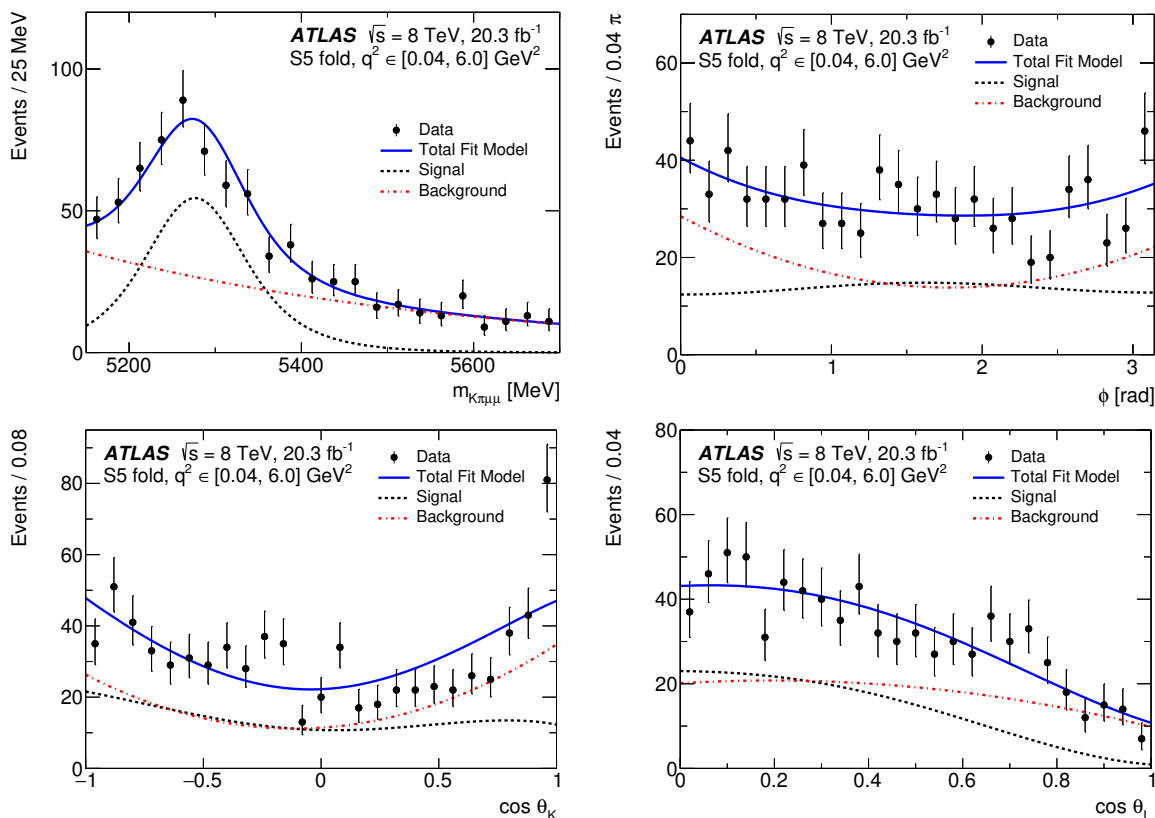 ATLAS √s = 8 TeV, 20.3 fb⁻¹
S5 fold, q² ∈ [0.04, 6.0] GeV²
Data
Total Fit Model
Signal
Background
Events / 25 MeV
100
50
0
5200 5400 5600
m_Kπμμ [MeV]
ATLAS √s = 8 TeV, 20.3 fb⁻¹
S5 fold, q² ∈ [0.04, 6.0] GeV²
Data
Total Fit Model
Signal
Background
Events / 0.04 π
60
40
20
0
0 1 2 3
ϕ [rad]
ATLAS √s = 8 TeV, 20.3 fb⁻¹
S5 fold, q² ∈ [0.04, 6.0] GeV²
Data
Total Fit Model
Signal
Background
Events / 0.08
80
60
40
20
0
−1 −0.5 0 0.5 1
cos θ_K
ATLAS √s = 8 TeV, 20.3 fb⁻¹
S5 fold, q² ∈ [0.04, 6.0] GeV²
Data
Total Fit Model
Signal
Background
Events / 0.04
80
60
40
20
0
0 0.2 0.4 0.6 0.8 1
cos θ_L